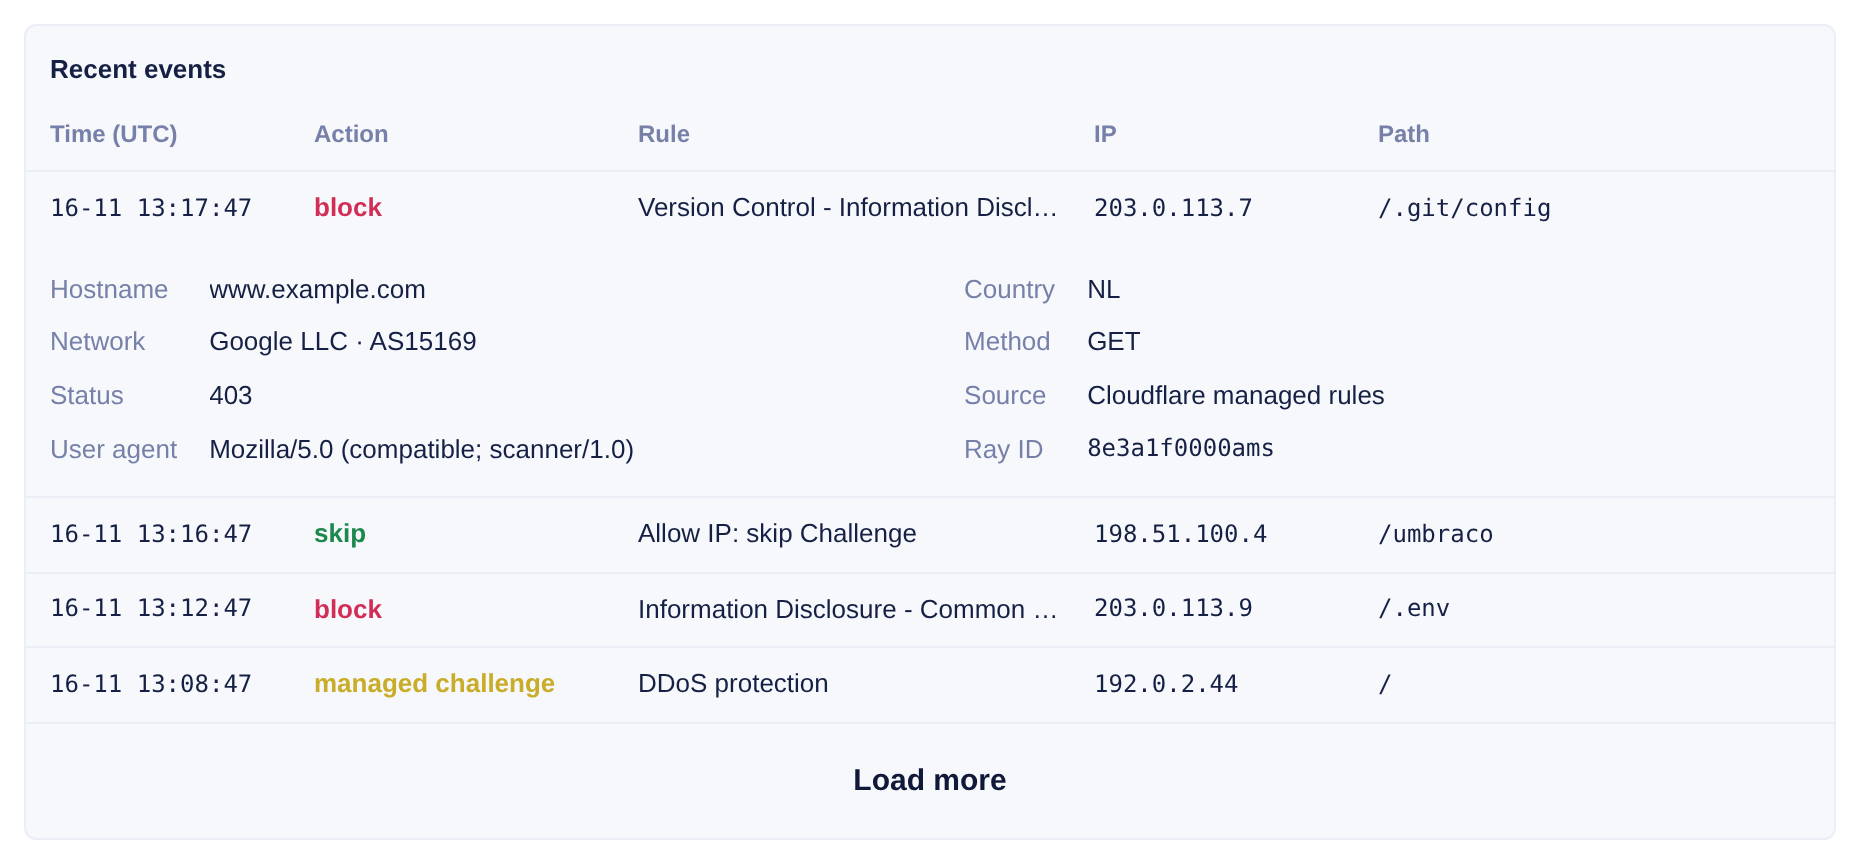 Recent events
Time (UTC) Action Rule IP Path
16-11 13:17:47 block Version Control - Information Discl… 203.0.113.7 /.git/config
Hostname www.example.com Country NL
Network Google LLC · AS15169 Method GET
Status 403 Source Cloudflare managed rules
User agent Mozilla/5.0 (compatible; scanner/1.0) Ray ID 8e3a1f0000ams
16-11 13:16:47 skip Allow IP: skip Challenge 198.51.100.4 /umbraco
16-11 13:12:47 block Information Disclosure - Common … 203.0.113.9 /.env
16-11 13:08:47 managed challenge DDoS protection 192.0.2.44 /
Load more